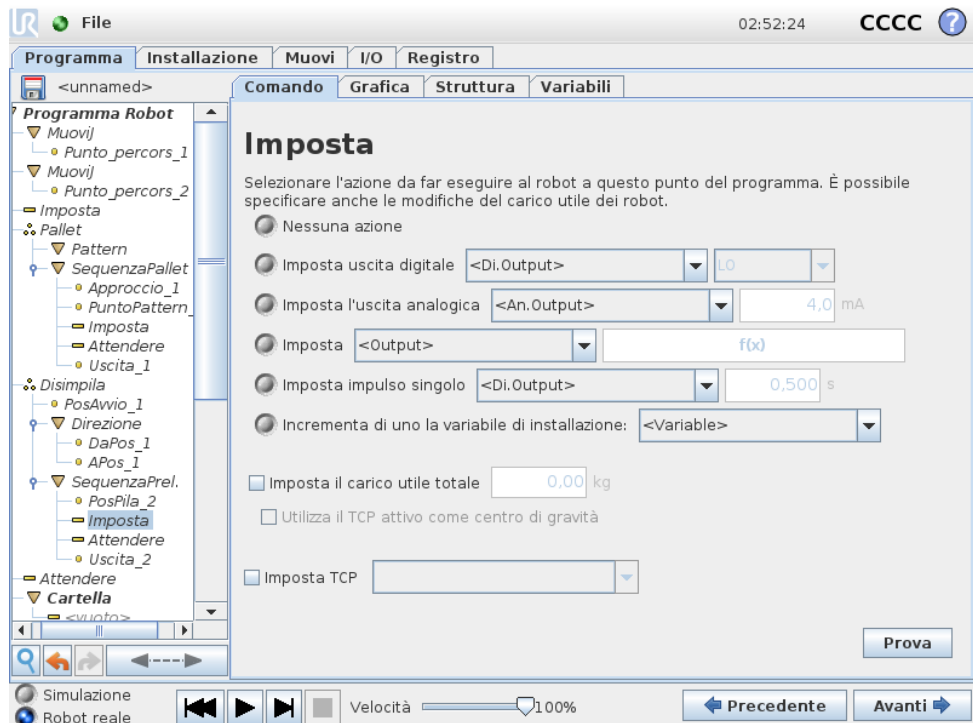 UR File 02:52:24 CCCC ?
Programma Installazione Muovi I/O Registro
<unnamed>
Comando Grafica Struttura Variabili
Programma Robot
MuoviJ
Punto_percors_1
MuoviJ
Punto_percors_2
Imposta
Pallet
Pattern
SequenzaPallet
Approccio_1
PuntoPattern_
Imposta
Attendere
Uscita_1
Disimpila
PosAvvio_1
Direzione
DaPos_1
APos_1
SequenzaPrel.
PosPila_2
Imposta
Attendere
Uscita_2
Attendere
Cartella
<vuoto>
Imposta
Selezionare l'azione da far eseguire al robot a questo punto del programma. È possibile
specificare anche le modifiche del carico utile dei robot.
Nessuna azione
Imposta uscita digitale <Di.Output> LO
Imposta l'uscita analogica <An.Output> 4,0 mA
Imposta <Output> f(x)
Imposta impulso singolo <Di.Output> 0,500 s
Incrementa di uno la variabile di installazione: <Variable>
Imposta il carico utile totale 0,00 kg
Utilizza il TCP attivo come centro di gravità
Imposta TCP
Prova
Simulazione
Robot reale
Velocità 100%
Precedente Avanti